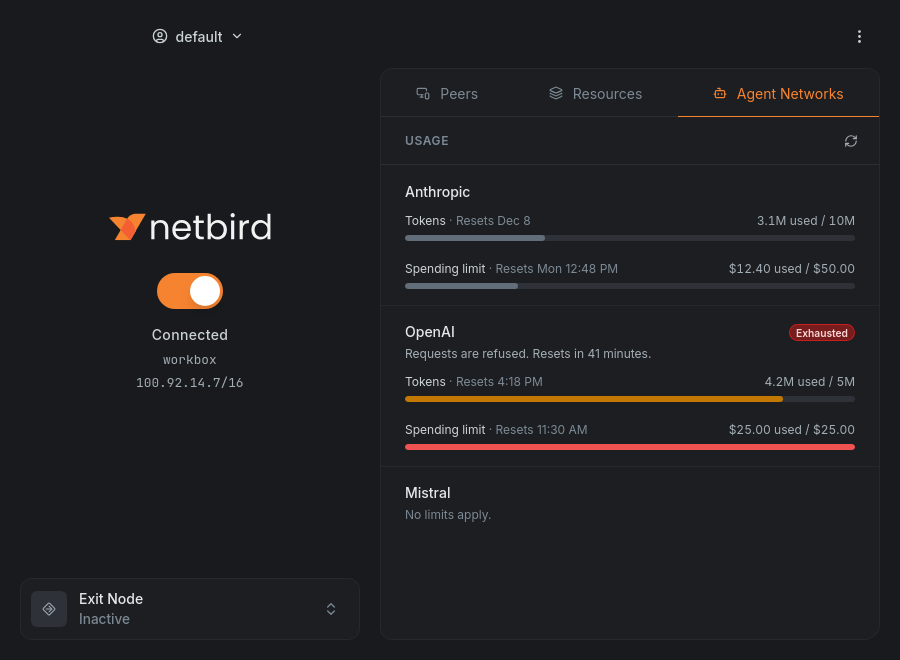 default
netbird
Connected
workbox
100.92.14.7/16
Exit Node
Inactive
Peers
Resources
Agent Networks
USAGE
Anthropic
Tokens · Resets Dec 8
3.1M used / 10M
Spending limit · Resets Mon 12:48 PM
$12.40 used / $50.00
OpenAI
Exhausted
Requests are refused. Resets in 41 minutes.
Tokens · Resets 4:18 PM
4.2M used / 5M
Spending limit · Resets 11:30 AM
$25.00 used / $25.00
Mistral
No limits apply.